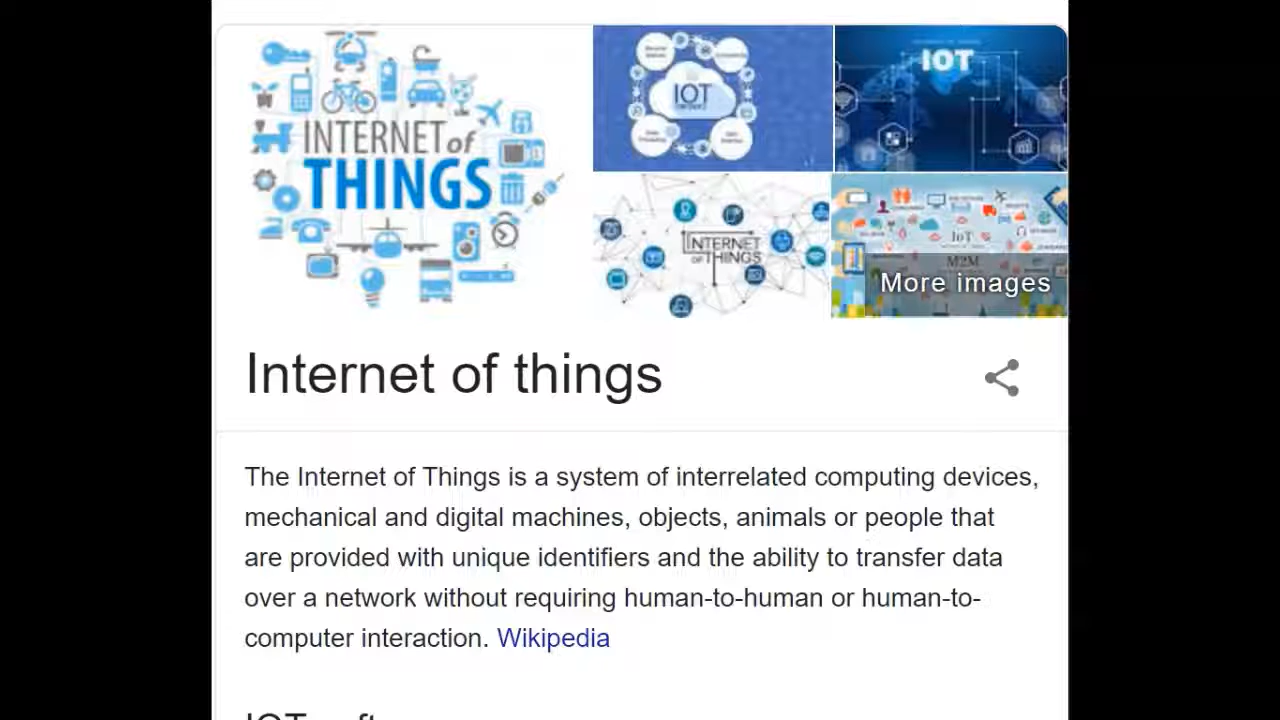 INTERNET of
THINGS
IOT
IOT
INTERNET
OF THINGS
IoT
M2M
More images
Internet of things
The Internet of Things is a system of interrelated computing devices,
mechanical and digital machines, objects, animals or people that
are provided with unique identifiers and the ability to transfer data
over a network without requiring human-to-human or human-to-
computer interaction. Wikipedia